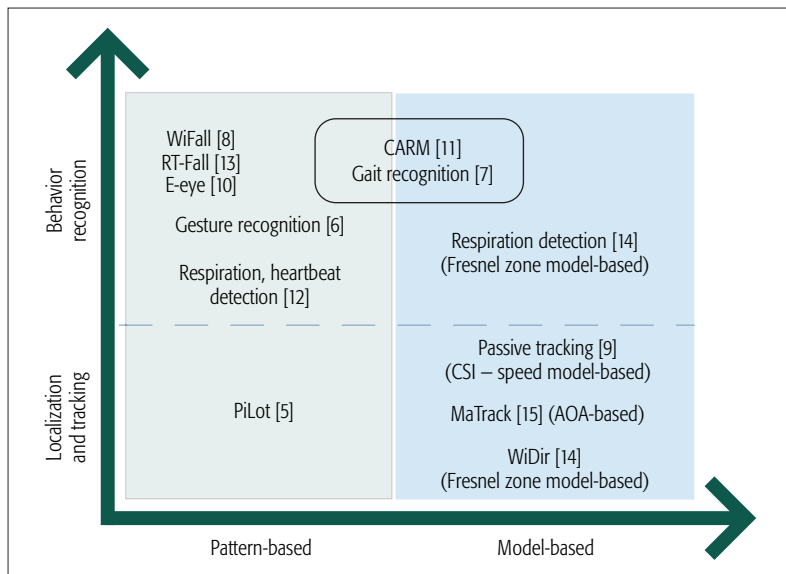 Behavior
recognition
Localization
and tracking
WiFall [8]
RT-Fall [13]
E-eye [10]
Gesture recognition [6]
Respiration, heartbeat
detection [12]
CARM [11]
Gait recognition [7]
Respiration detection [14]
(Fresnel zone model-based)
PiLot [5]
Passive tracking [9]
(CSI – speed model-based)
MaTrack [15] (AOA-based)
WiDir [14]
(Fresnel zone model-based)
Pattern-based
Model-based